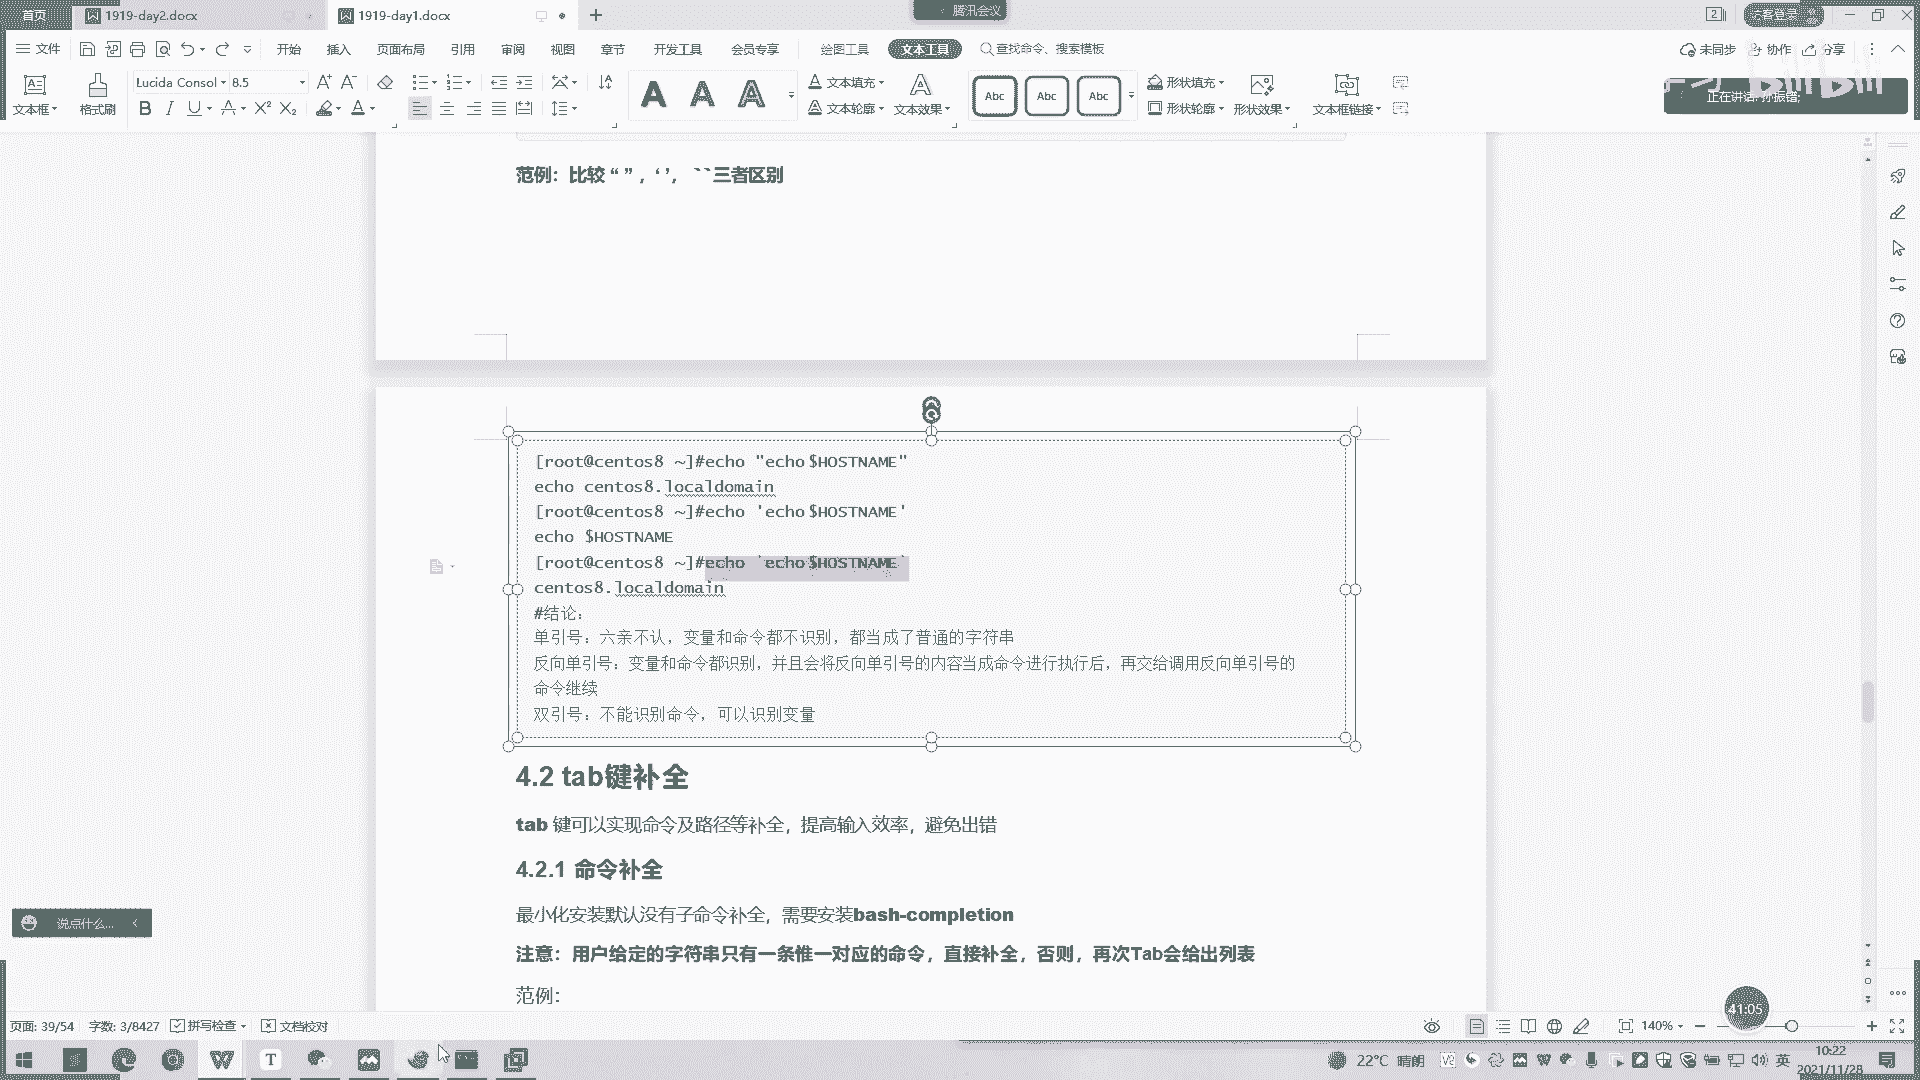 首页
1919-day2.docx
1919-day1.docx
腾讯会议
2
文件
开始
插入
页面布局
引用
审阅
视图
章节
开发工具
会员专享
绘图工具
文本工具
查找命令、搜索模板
未同步
协作
分享
文本框
格式刷
Lucida Consol
8.5
文本填充
文本轮廓
文本效果
Abc
Abc
Abc
形状填充
形状轮廓
形状效果
文本框链接
正在讲话:
bilibili
范例：比较 “ ” ，‘ ’， ``三者区别
[root@centos8 ~]#echo "echo $HOSTNAME"
echo centos8.localdomain
[root@centos8 ~]#echo 'echo $HOSTNAME'
echo $HOSTNAME
[root@centos8 ~]#echo `echo $HOSTNAME`
centos8.localdomain
#结论：
单引号：六亲不认，变量和命令都不识别，都当成了普通的字符串
反向单引号：变量和命令都识别，并且会将反向单引号的内容当成命令进行执行后，再交给调用反向单引号的
命令继续
双引号：不能识别命令，可以识别变量
4.2 tab键补全
tab 键可以实现命令及路径等补全，提高输入效率，避免出错
4.2.1 命令补全
最小化安装默认没有子命令补全，需要安装bash-completion
注意：用户给定的字符串只有一条惟一对应的命令，直接补全，否则，再次Tab会给出列表
范例：
说点什么...
41:05
页面: 39/54
字数: 3/8427
拼写检查
文档校对
140%
22°C 晴朗
英
10:22
2021/11/28